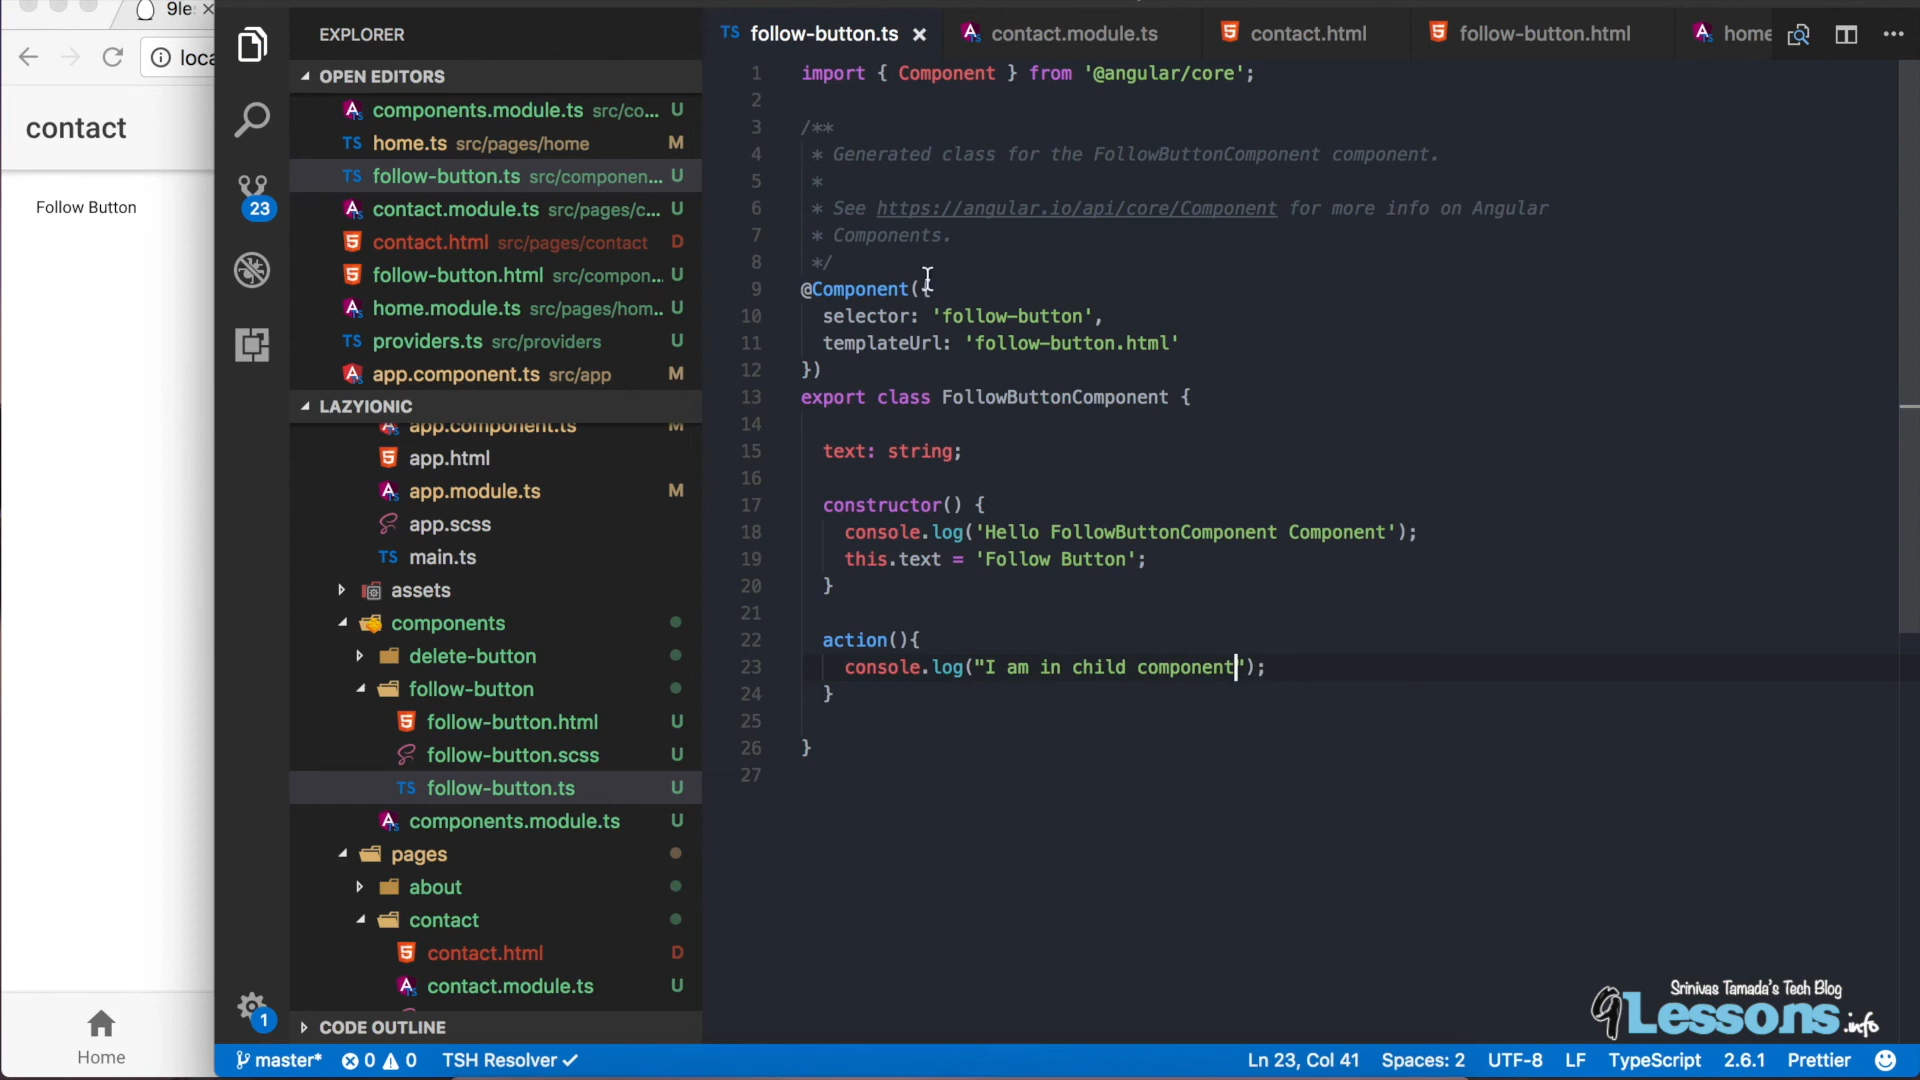 9le
loca
contact
Follow Button
Home
EXPLORER
OPEN EDITORS
components.module.ts src/co... U
home.ts src/pages/home M
follow-button.ts src/componen... U
contact.module.ts src/pages/c... U
contact.html src/pages/contact D
follow-button.html src/compon... U
home.module.ts src/pages/hom... U
providers.ts src/providers U
app.component.ts src/app M
LAZYIONIC
app.component.ts M
app.html
app.module.ts M
app.scss
main.ts
assets
components
delete-button
follow-button
follow-button.html U
follow-button.scss U
follow-button.ts U
components.module.ts U
pages
about
contact
contact.html D
contact.module.ts U
CODE OUTLINE
23
1
TS follow-button.ts
contact.module.ts
contact.html
follow-button.html
home
1 import { Component } from '@angular/core';
2
3 /**
4 * Generated class for the FollowButtonComponent component.
5 *
6 * See https://angular.io/api/core/Component for more info on Angular
7 * Components.
8 */
9 @Component({
10 selector: 'follow-button',
11 templateUrl: 'follow-button.html'
12 })
13 export class FollowButtonComponent {
14
15 text: string;
16
17 constructor() {
18 console.log('Hello FollowButtonComponent Component');
19 this.text = 'Follow Button';
20 }
21
22 action(){
23 console.log("I am in child component");
24 }
25
26 }
27
Srinivas Tamada's Tech Blog
9Lessons.info
master* 0 0 TSH Resolver Ln 23, Col 41 Spaces: 2 UTF-8 LF TypeScript 2.6.1 Prettier